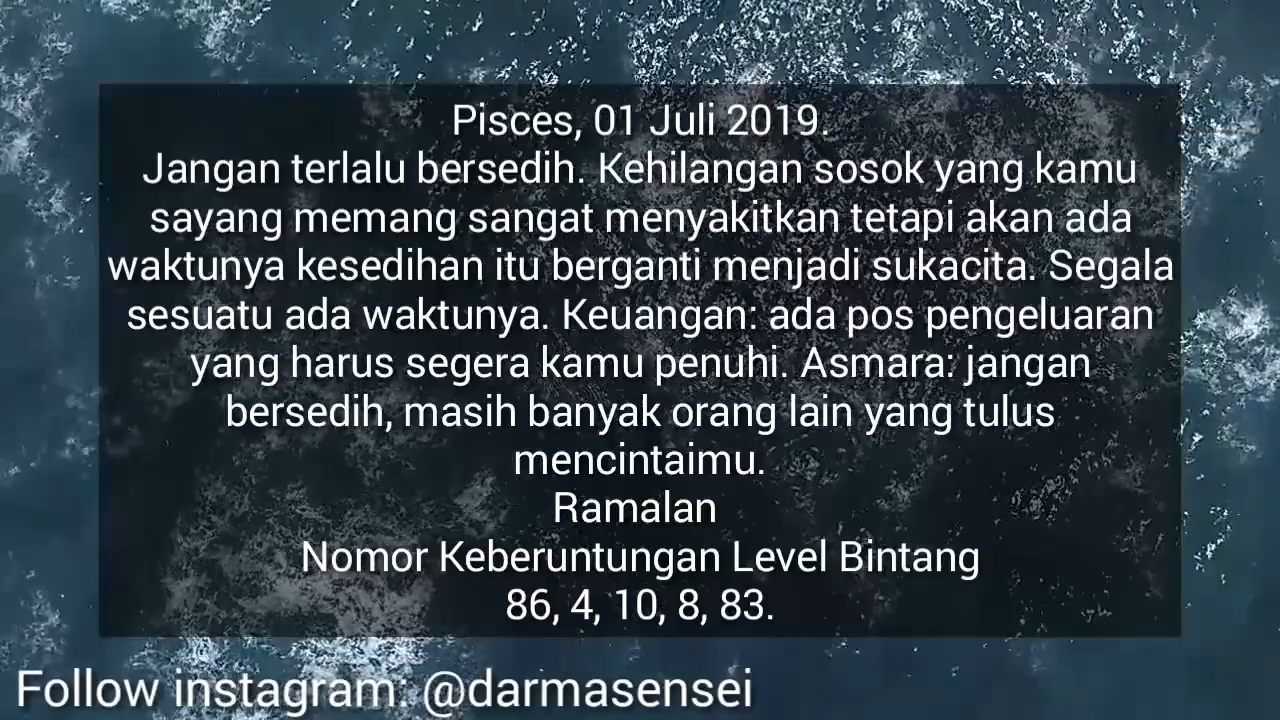 Pisces, 01 Juli 2019.
Jangan terlalu bersedih. Kehilangan sosok yang kamu
sayang memang sangat menyakitkan tetapi akan ada
waktunya kesedihan itu berganti menjadi sukacita. Segala
sesuatu ada waktunya. Keuangan: ada pos pengeluaran
yang harus segera kamu penuhi. Asmara: jangan
bersedih, masih banyak orang lain yang tulus
mencintaimu.
Ramalan
Nomor Keberuntungan Level Bintang
86, 4, 10, 8, 83.
Follow instagram: @darmasensei